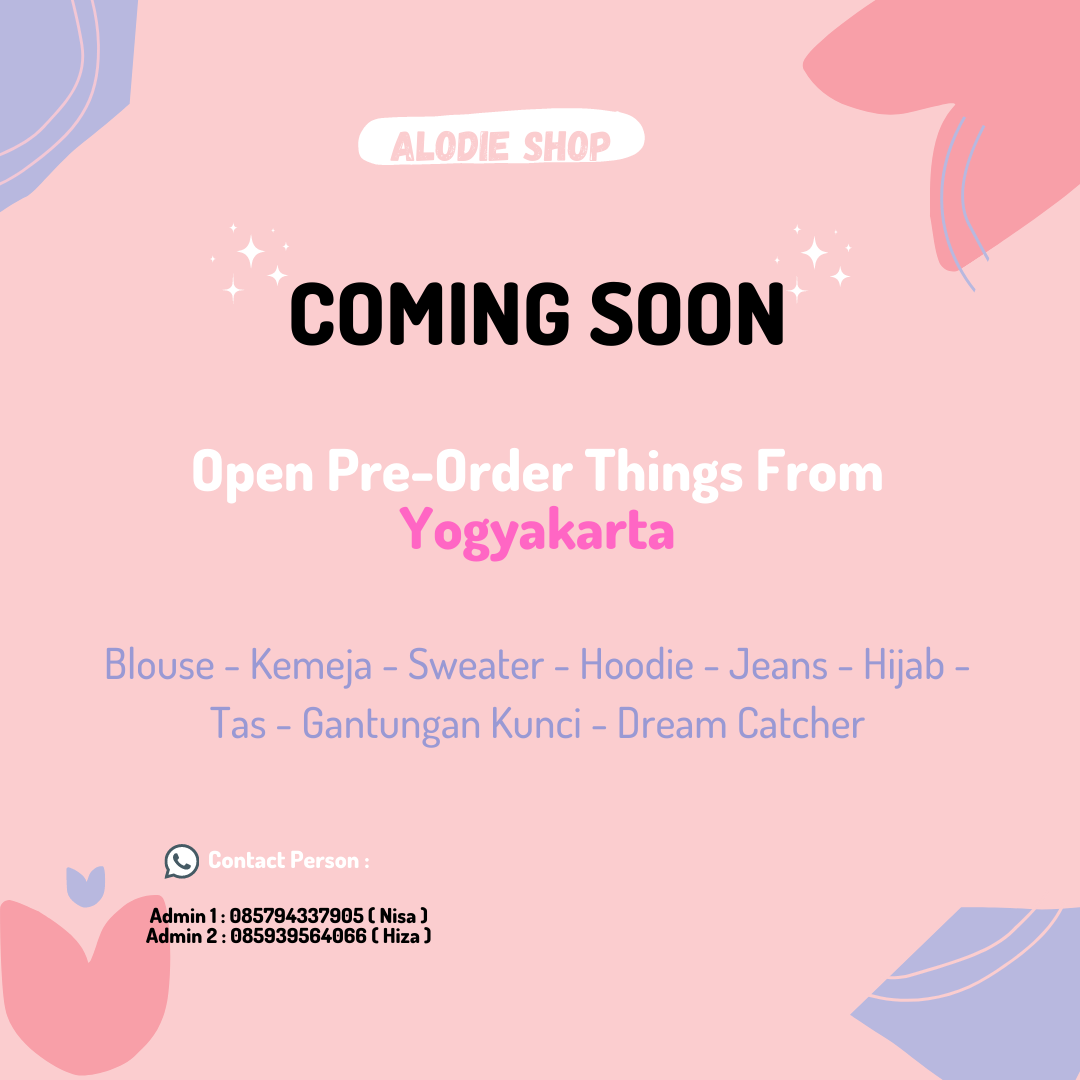 ALODIE SHOP
COMING SOON
Open Pre-Order Things From
Yogyakarta
Blouse - Kemeja - Sweater - Hoodie - Jeans - Hijab -
Tas - Gantungan Kunci - Dream Catcher
Contact Person :
Admin 1 : 085794337905 ( Nisa )
Admin 2 : 085939564066 ( Hiza )